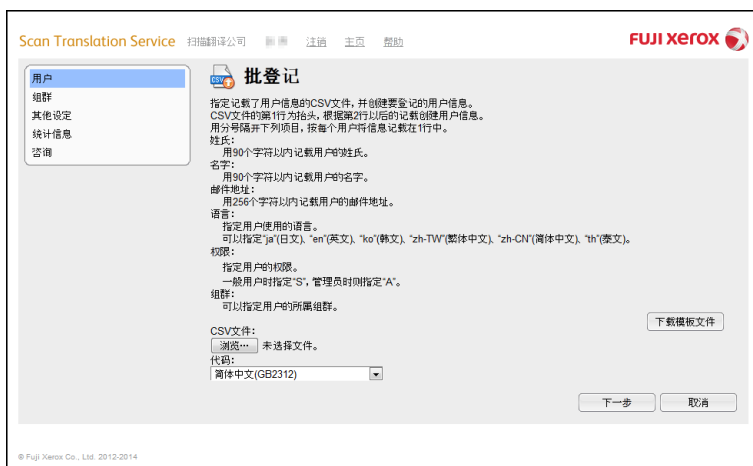 Scan Translation Service 扫描翻译公司 注销 主页 帮助
FUJI XEROX
用户
组群
其他设定
统计信息
咨询
CSV
批登记
指定记载了用户信息的CSV文件, 并创建要登记的用户信息。
CSV文件的第1行为抬头, 根据第2行以后的记载创建用户信息。
用分号隔开下列项目, 按每个用户将信息记载在1行中。
姓氏:
用90个字符以内记载用户的姓氏。
名字:
用90个字符以内记载用户的名字。
邮件地址:
用256个字符以内记载用户的邮件地址。
语言:
指定用户使用的语言。
可以指定“ja”(日文)、“en”(英文)、“ko”(韩文)、“zh-TW”(繁体中文)、“zh-CN”(简体中文)、“th”(泰文)。
权限:
指定用户的权限。
一般用户时指定“S”, 管理员时则指定“A”。
组群:
可以指定用户的所属组群。
下载模板文件
CSV文件:
浏览… 未选择文件。
代码:
简体中文(GB2312)
下一步 取消
© Fuji Xerox Co., Ltd. 2012-2014